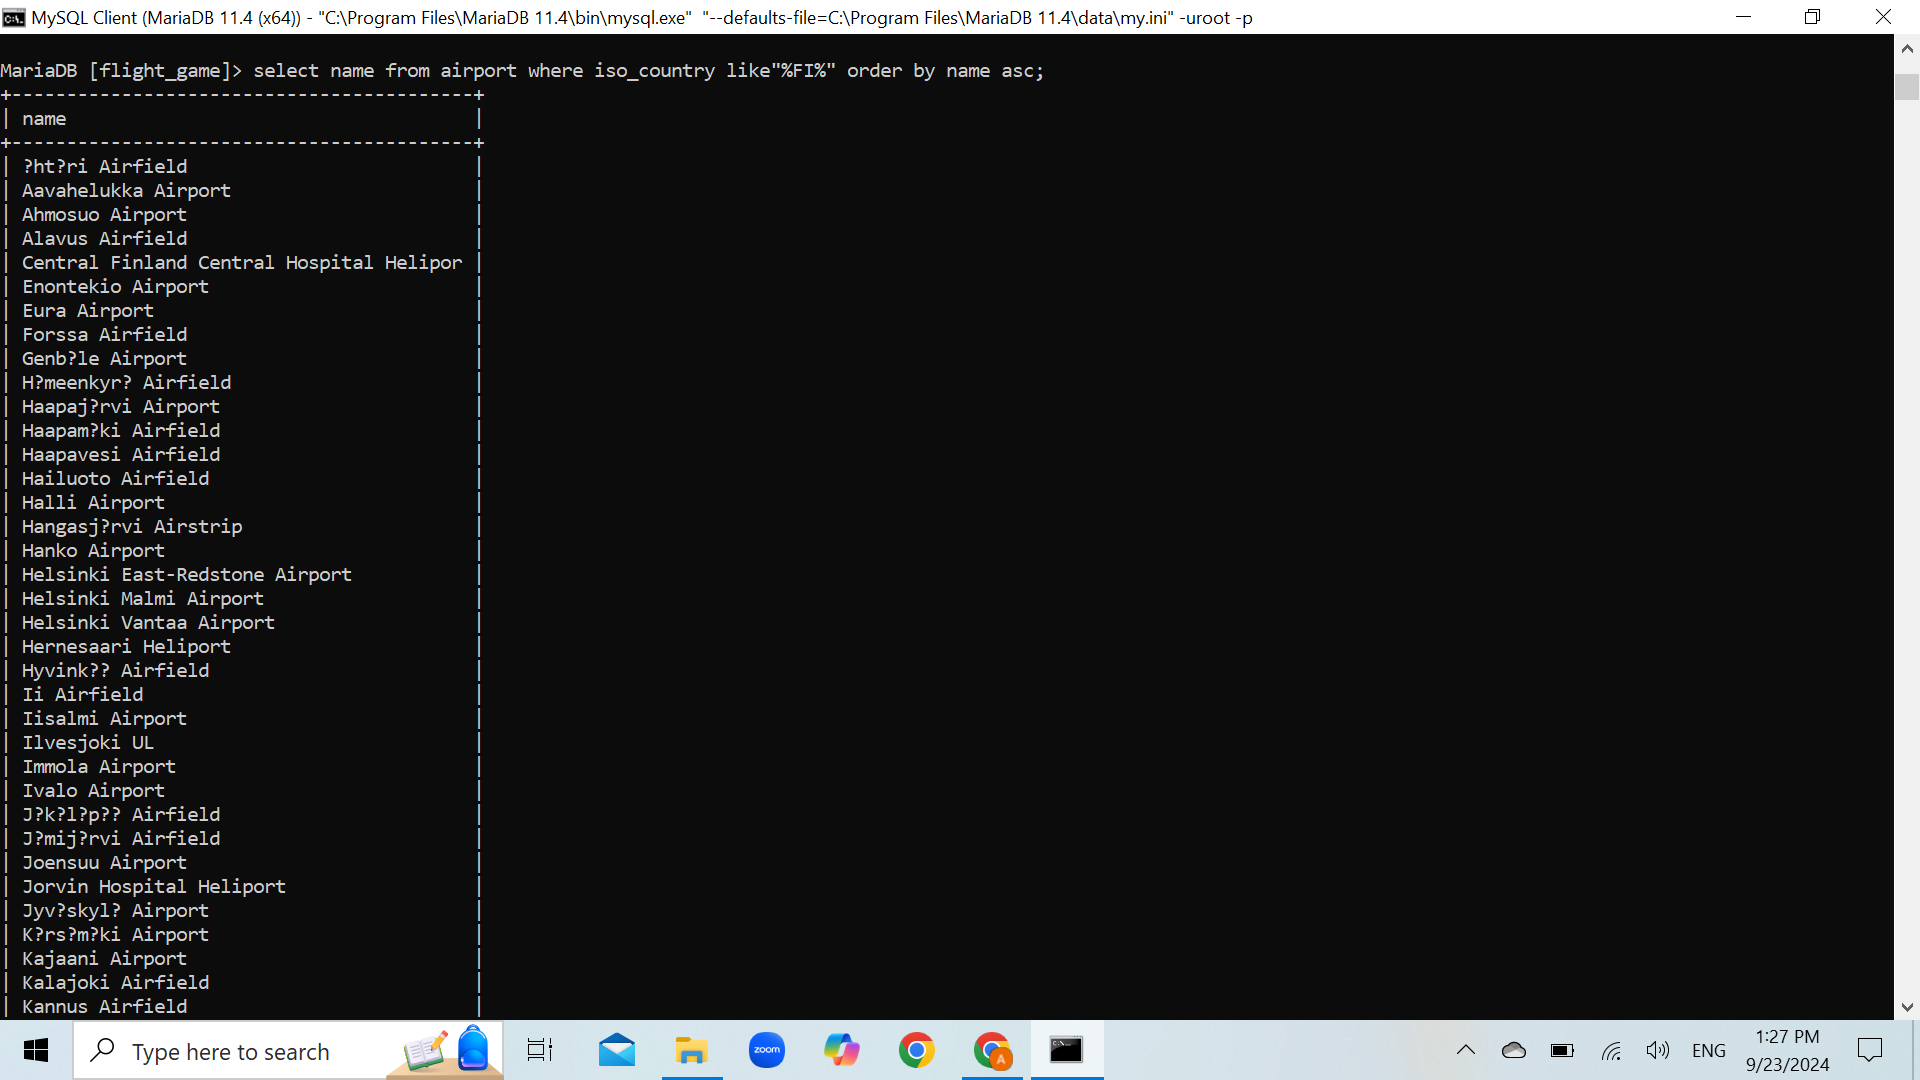 MySQL Client (MariaDB 11.4 (x64)) - "C:\Program Files\MariaDB 11.4\bin\mysql.exe"  "--defaults-file=C:\Program Files\MariaDB 11.4\data\my.ini" -uroot -p
MariaDB [flight_game]> select name from airport where iso_country like"%FI%" order by name asc;
+------------------------------------------+
| name                                     |
+------------------------------------------+
| ?ht?ri Airfield                          |
| Aavahelukka Airport                      |
| Ahmosuo Airport                          |
| Alavus Airfield                          |
| Central Finland Central Hospital Helipor |
| Enontekio Airport                        |
| Eura Airport                             |
| Forssa Airfield                          |
| Genb?le Airport                          |
| H?meenkyr? Airfield                      |
| Haapaj?rvi Airport                       |
| Haapam?ki Airfield                       |
| Haapavesi Airfield                       |
| Hailuoto Airfield                        |
| Halli Airport                            |
| Hangasj?rvi Airstrip                     |
| Hanko Airport                            |
| Helsinki East-Redstone Airport           |
| Helsinki Malmi Airport                   |
| Helsinki Vantaa Airport                  |
| Hernesaari Heliport                      |
| Hyvink?? Airfield                        |
| Ii Airfield                              |
| Iisalmi Airport                          |
| Ilvesjoki UL                             |
| Immola Airport                           |
| Ivalo Airport                            |
| J?k?l?p?? Airfield                       |
| J?mij?rvi Airfield                       |
| Joensuu Airport                          |
| Jorvin Hospital Heliport                 |
| Jyv?skyl? Airport                        |
| K?rs?m?ki Airport                        |
| Kajaani Airport                          |
| Kalajoki Airfield                        |
| Kannus Airfield                          |
Type here to search
zoom
A
ENG
1:27 PM
9/23/2024